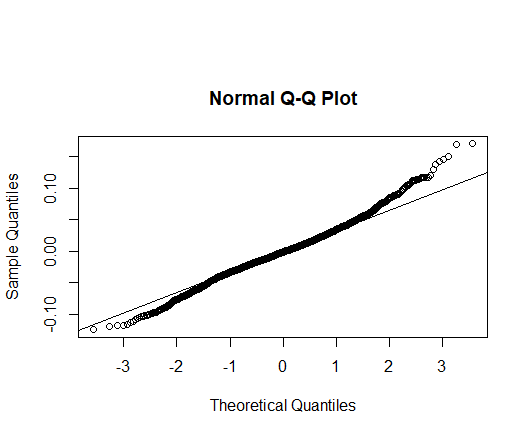 Normal Q-Q Plot
Sample Quantiles
0.10
0.00
-0.10
-3 -2 -1 0 1 2 3
Theoretical Quantiles